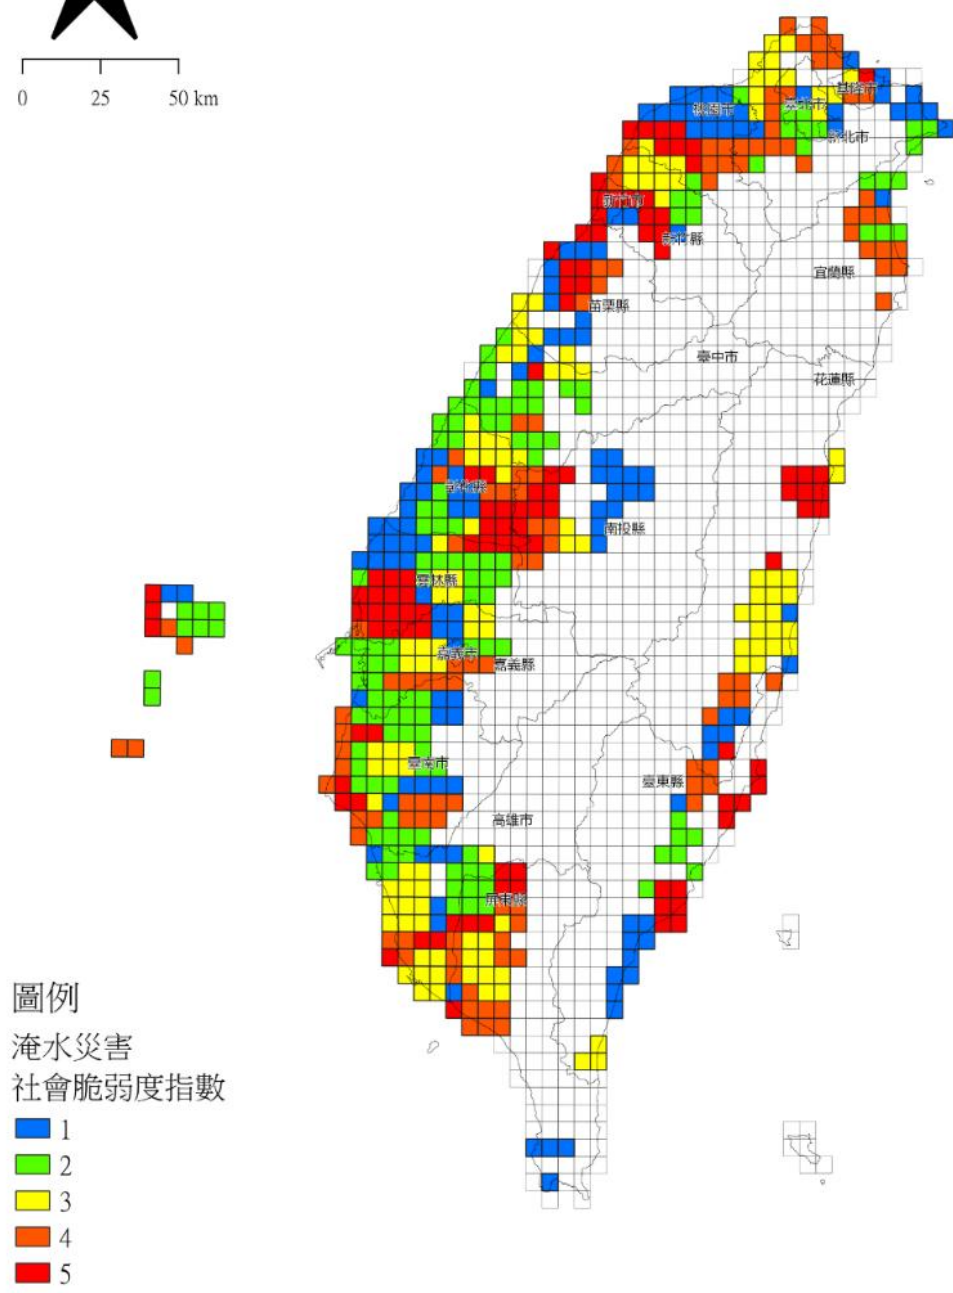 0 25 50 km
基隆市
臺北市
桃園市
新北市
新竹市
新竹縣
宜蘭縣
苗栗縣
臺中市
花蓮縣
彰化縣
南投縣
雲林縣
嘉義市
嘉義縣
臺南市
臺東縣
高雄市
屏東縣
圖例
淹水災害
社會脆弱度指數
1
2
3
4
5